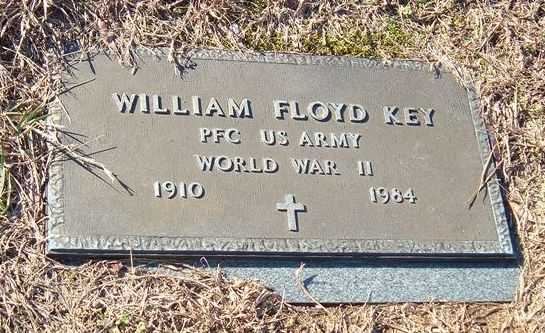 WILLIAM FLOYD KEY
PFC US ARMY
WORLD WAR II
1910 1984